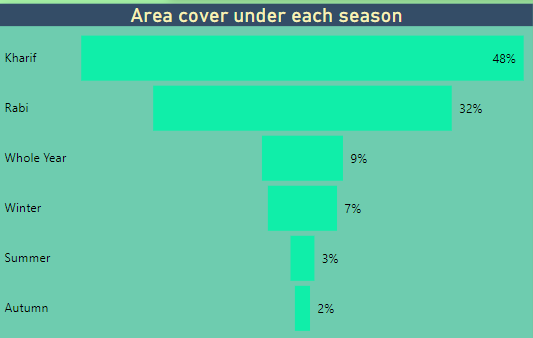 Area cover under each season
Kharif 48%
Rabi 32%
Whole Year 9%
Winter 7%
Summer 3%
Autumn 2%